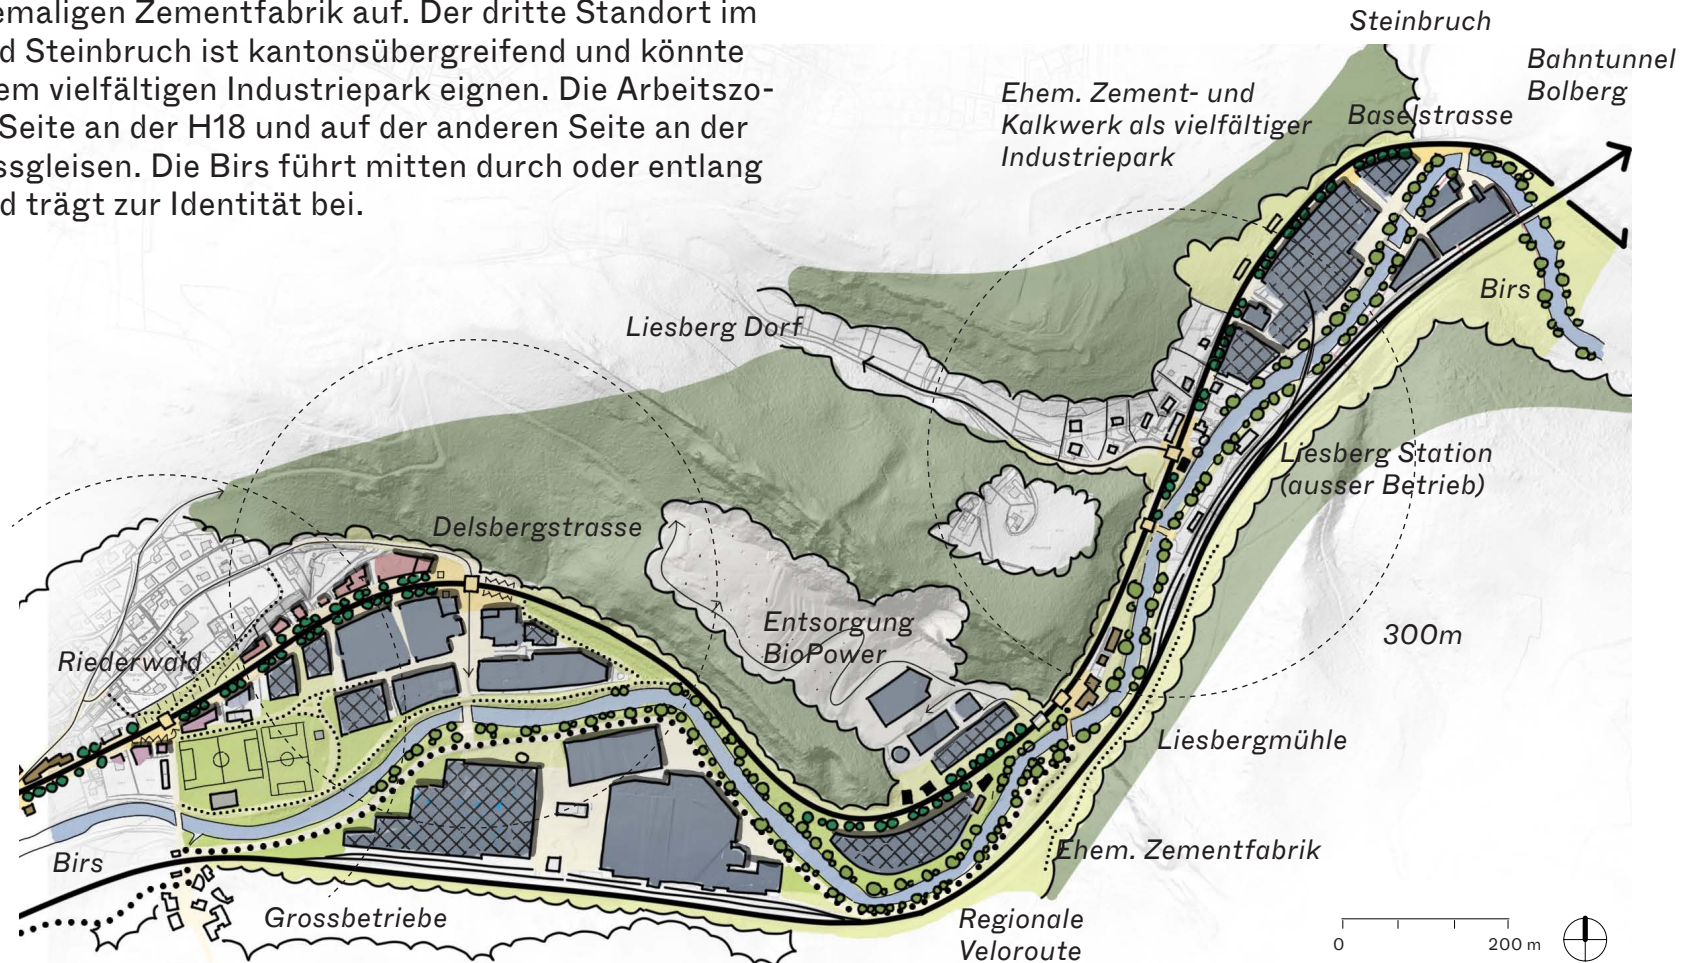 emaligen Zementfabrik auf. Der dritte Standort im
d Steinbruch ist kantonsübergreifend und könnte
em vielfältigen Industriepark eignen. Die Arbeitszo-
Seite an der H18 und auf der anderen Seite an der
ssgleisen. Die Birs führt mitten durch oder entlang
d trägt zur Identität bei.
Steinbruch
Bahntunnel
Bolberg
Ehem. Zement- und
Kalkwerk als vielfältiger
Industriepark
Baselstrasse
Birs
Liesberg Dorf
Liesberg Station
(ausser Betrieb)
Delsbergstrasse
Entsorgung
BioPower
300m
Riederwald
Liesbergmühle
Birs
Ehem. Zementfabrik
Grossbetriebe
Regionale
Veloroute
0
200 m